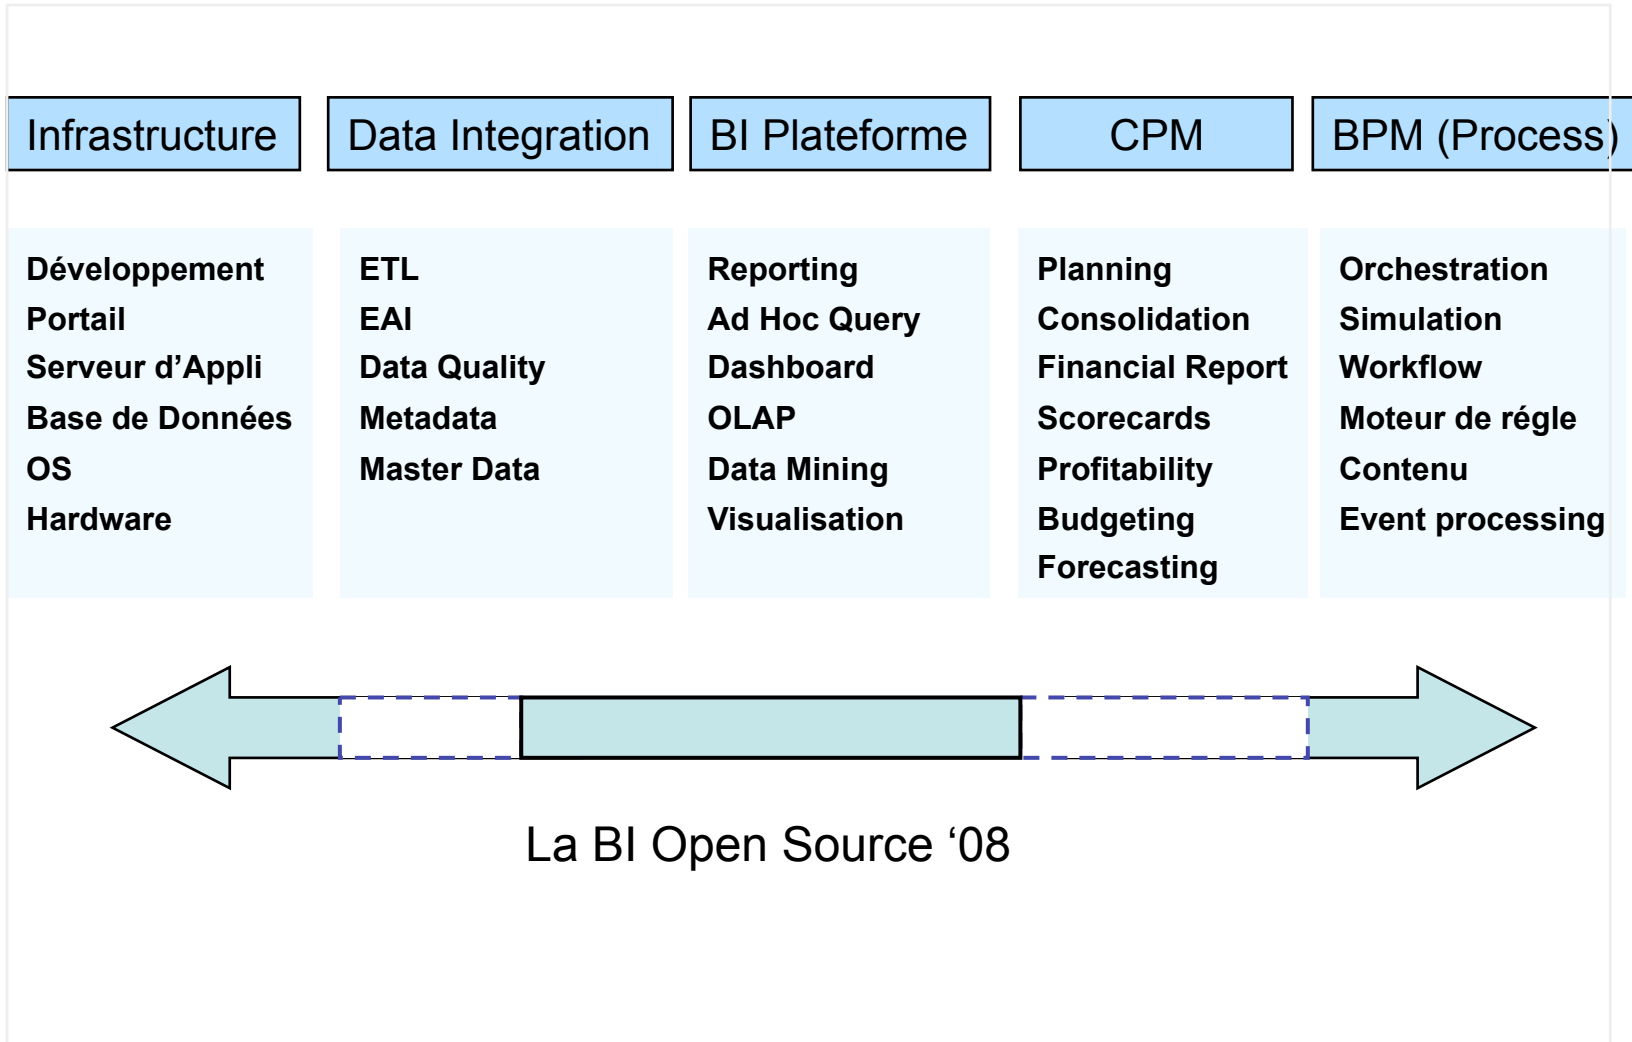 Infrastructure
Data Integration
BI Plateforme
CPM
BPM (Process)
Développement
Portail
Serveur d’Appli
Base de Données
OS
Hardware
ETL
EAI
Data Quality
Metadata
Master Data
Reporting
Ad Hoc Query
Dashboard
OLAP
Data Mining
Visualisation
Planning
Consolidation
Financial Report
Scorecards
Profitability
Budgeting
Forecasting
Orchestration
Simulation
Workflow
Moteur de régle
Contenu
Event processing
La BI Open Source ‘08